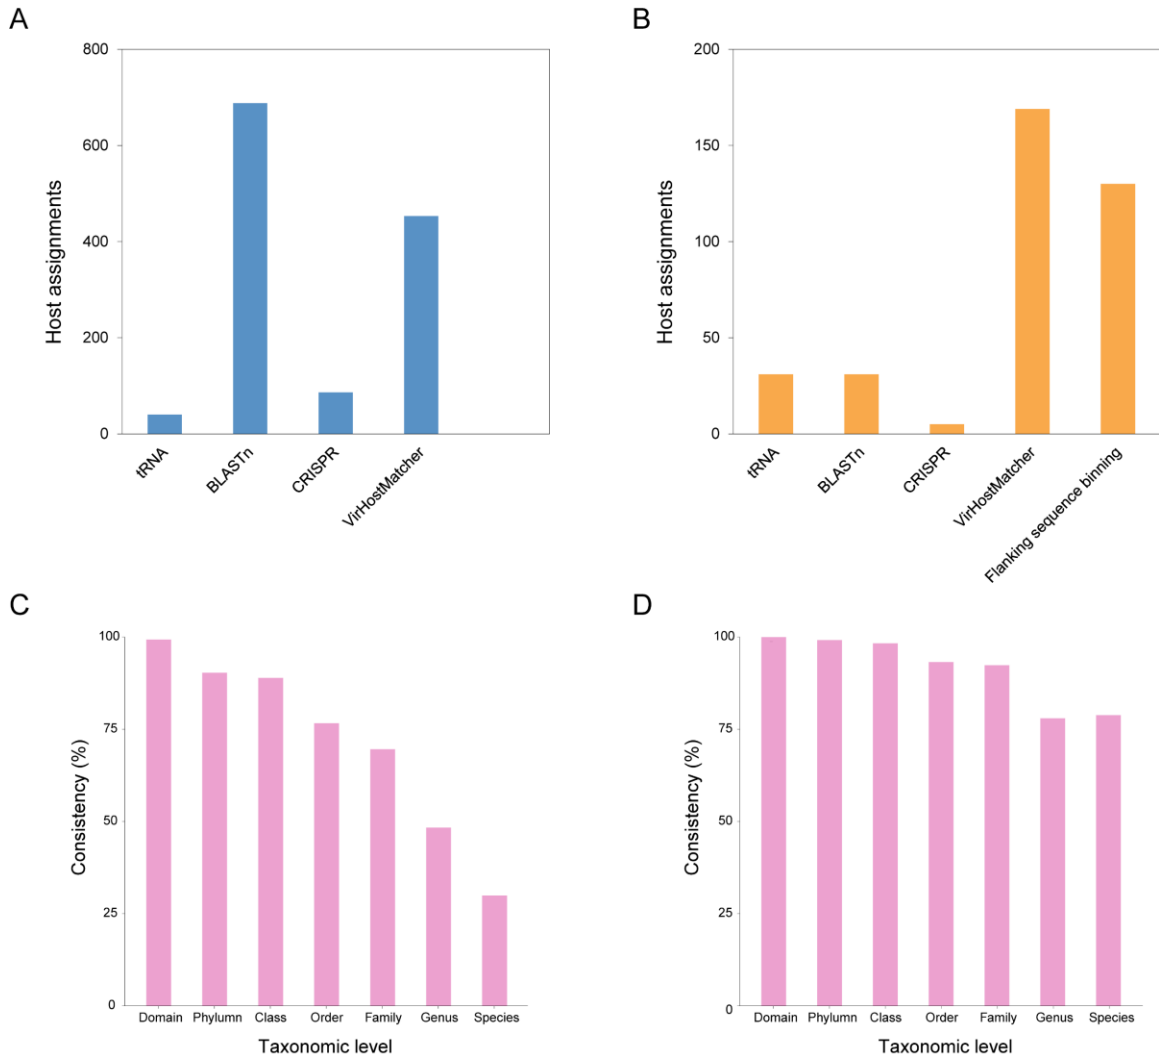 A
800
600
400
200
0
Host assignments
tRNA
BLASTn
CRISPR
VirHostMatcher
B
200
150
100
50
0
Host assignments
tRNA
BLASTn
CRISPR
VirHostMatcher
Flanking sequence binning
C
100
75
50
25
0
Consistency (%)
Domain Phylumn Class Order Family Genus Species
Taxonomic level
D
100
75
50
25
0
Consistency (%)
Domain Phylumn Class Order Family Genus Species
Taxonomic level